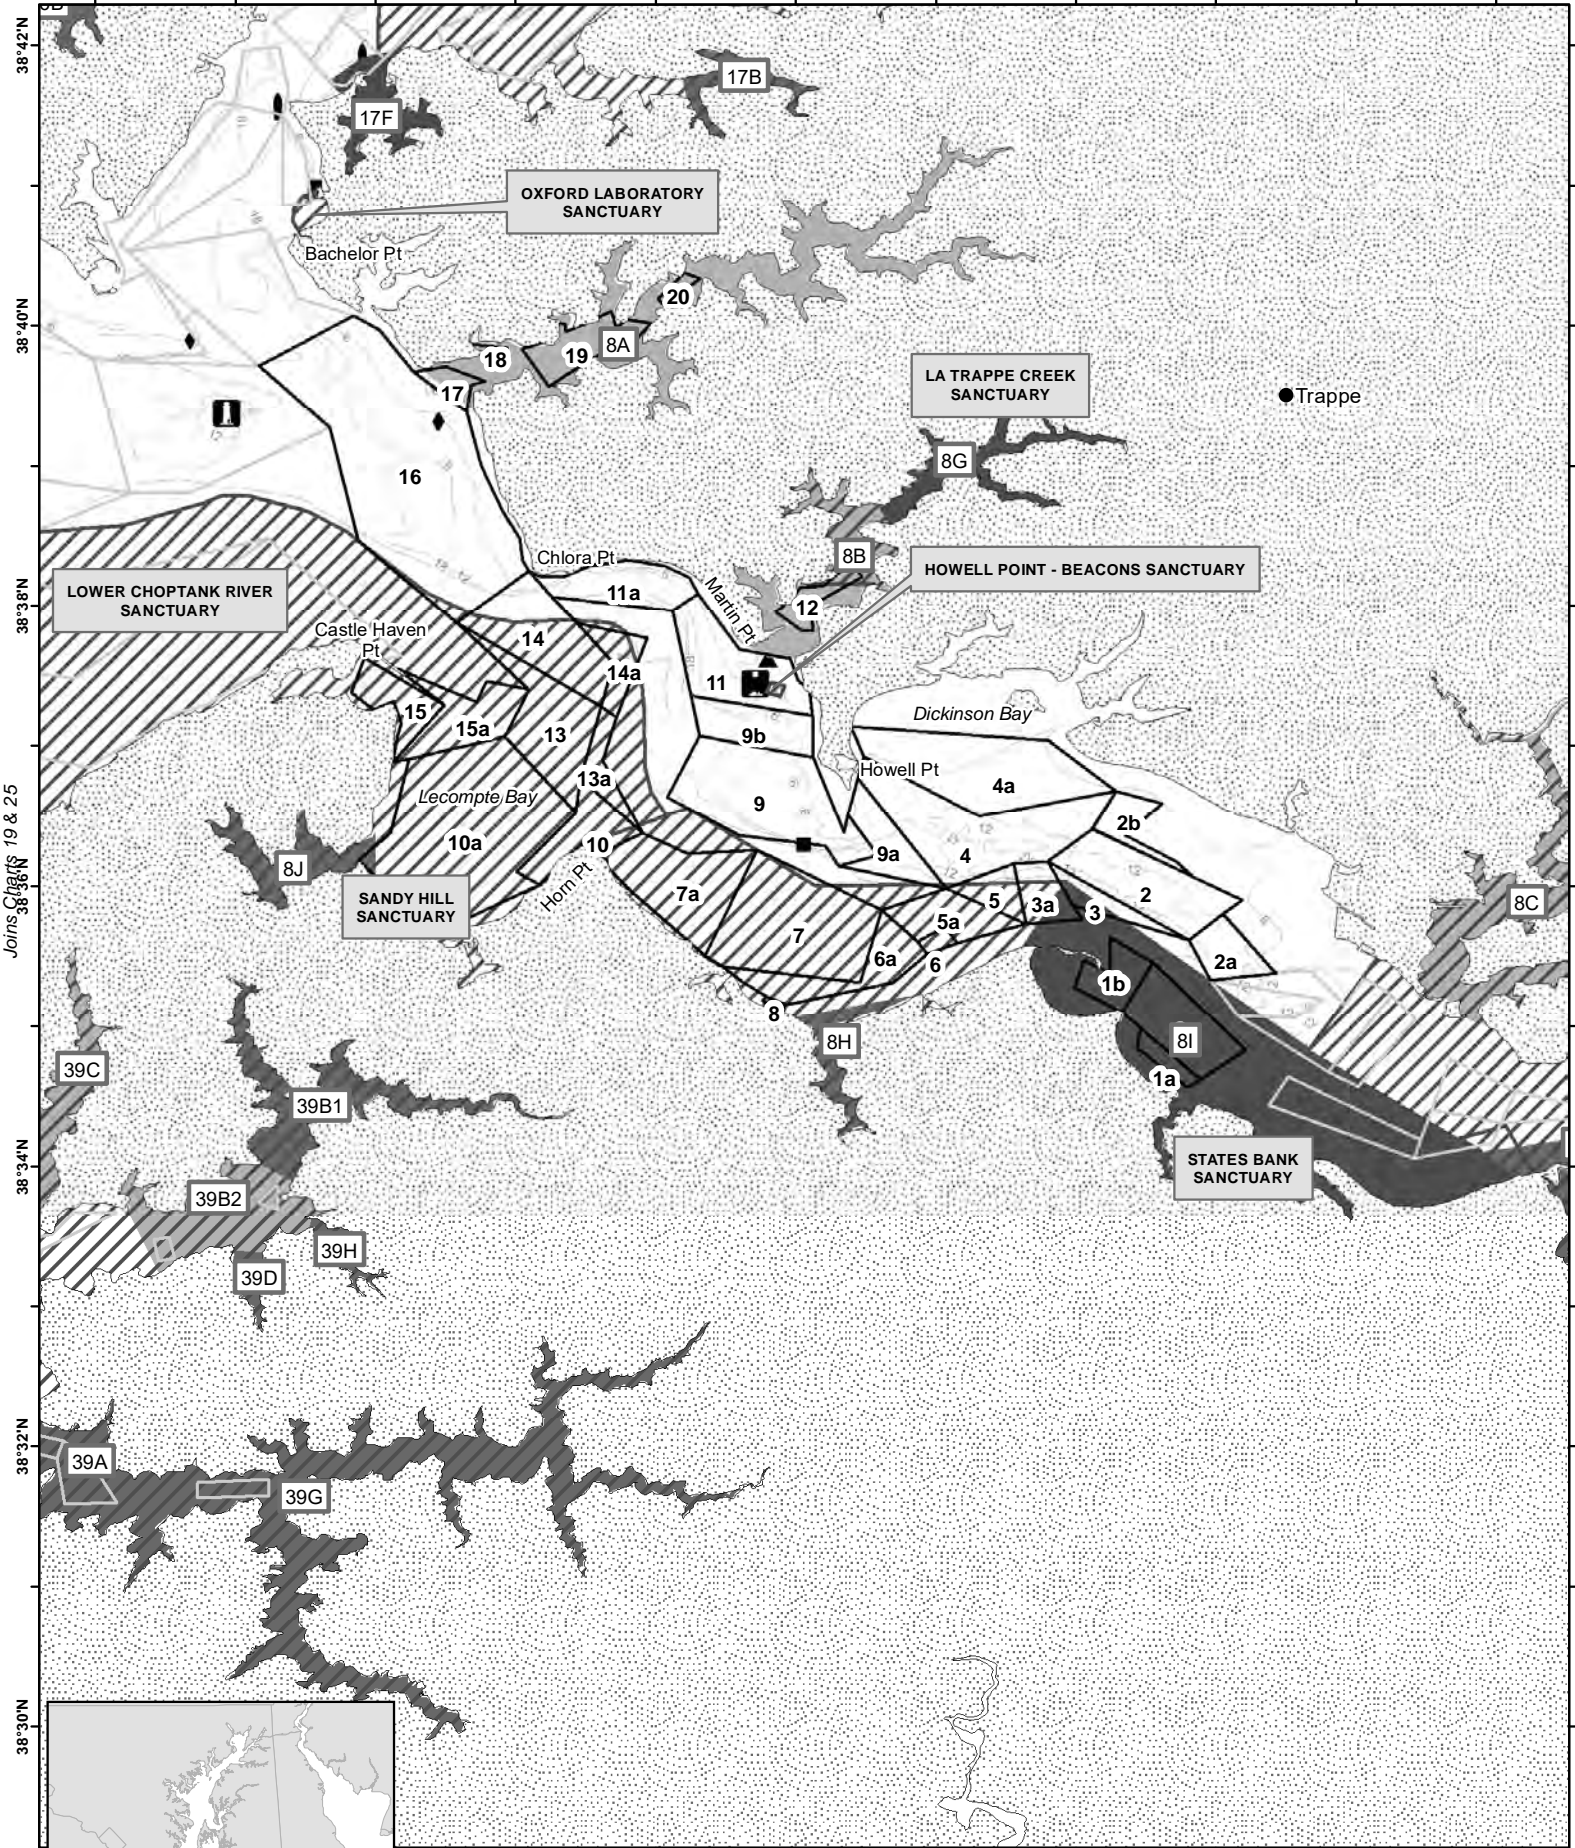 38°42'N
17B
17F
OXFORD LABORATORY
SANCTUARY
Bachelor Pt
20
38°40'N
8A
18
19
17
LA TRAPPE CREEK
SANCTUARY
Trappe
8G
16
8B
Chlora Pt
HOWELL POINT - BEACONS SANCTUARY
LOWER CHOPTANK RIVER
SANCTUARY
38°38'N
11a
Martin Pt
12
Castle Haven
Pt
14
14a
11
15
15a
13
9b
Dickinson Bay
Howell Pt
13a
4a
Lecompte Bay
9
2b
10a
10
9a
4
Joins Charts 19 & 25
8J
38°36'N
Horn Pt
SANDY HILL
SANCTUARY
7a
5
3a
3
2
8C
5a
7
6a
6
2a
1b
8
8H
8I
39C
1a
39B1
38°34'N
STATES BANK
SANCTUARY
39B2
39H
39D
38°32'N
39A
39G
38°30'N